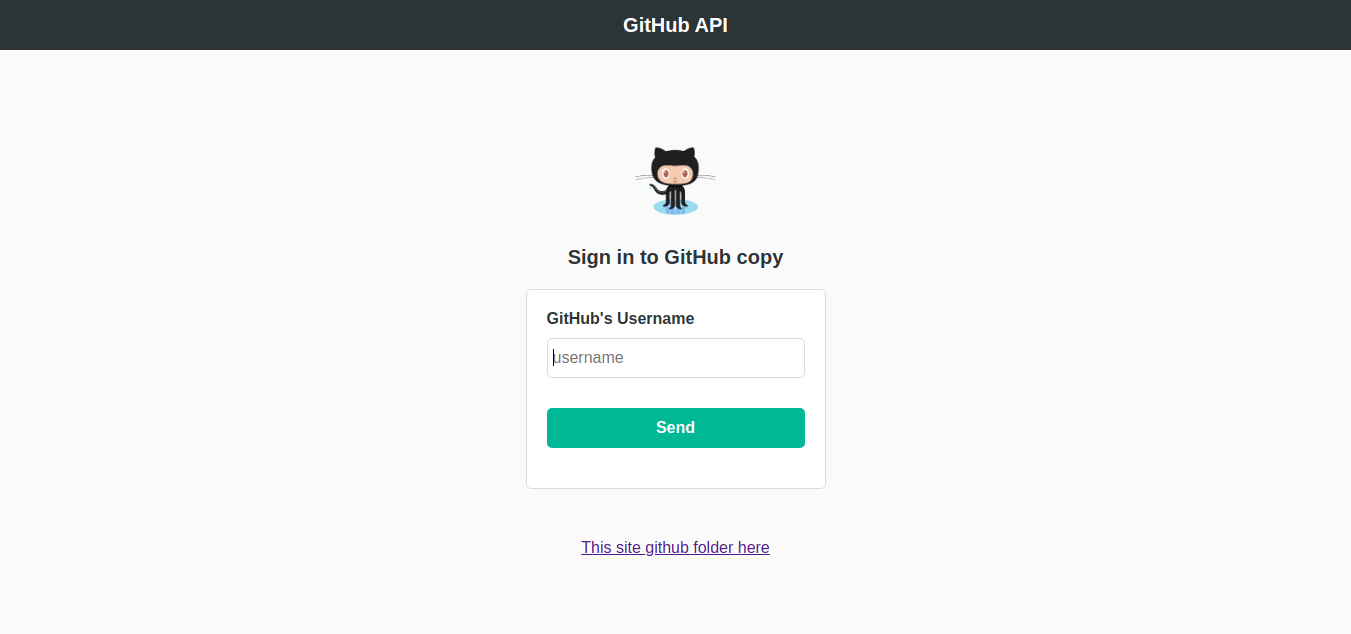 GitHub API
Sign in to GitHub copy
GitHub's Username
username
Send
This site github folder here